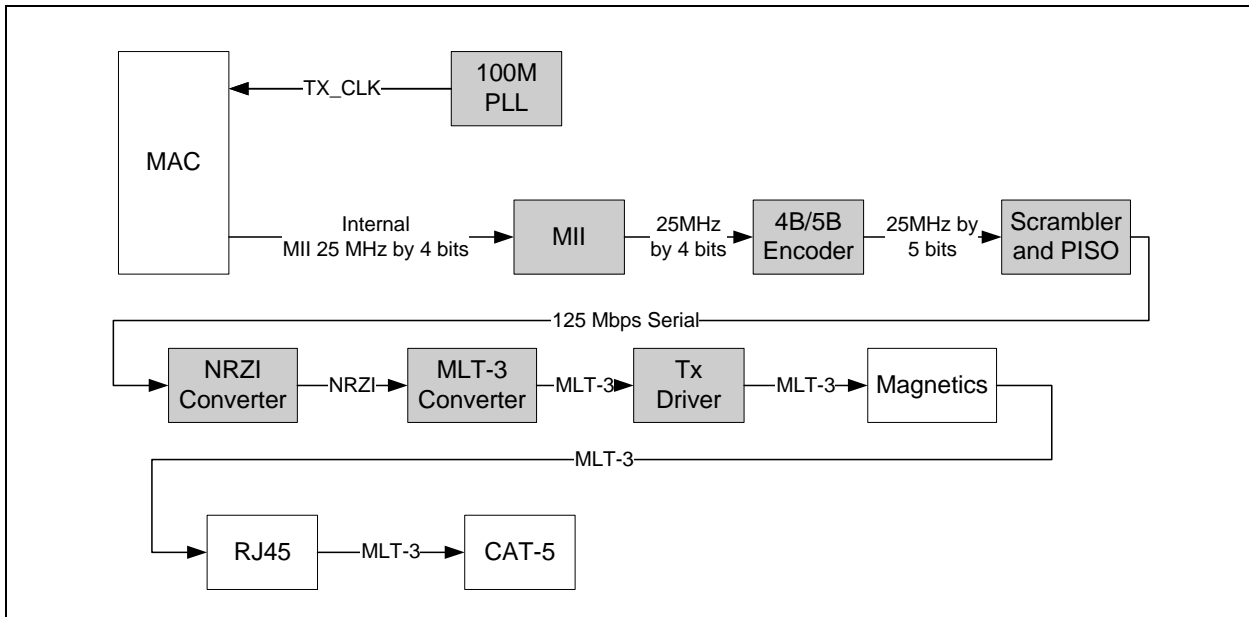 100M
PLL
TX_CLK
MAC
Internal
MII 25 MHz by 4 bits
MII
25MHz
by 4 bits
4B/5B
Encoder
25MHz by
5 bits
Scrambler
and PISO
125 Mbps Serial
NRZI
Converter
NRZI
MLT-3
Converter
MLT-3
Tx
Driver
MLT-3
Magnetics
MLT-3
RJ45
MLT-3
CAT-5